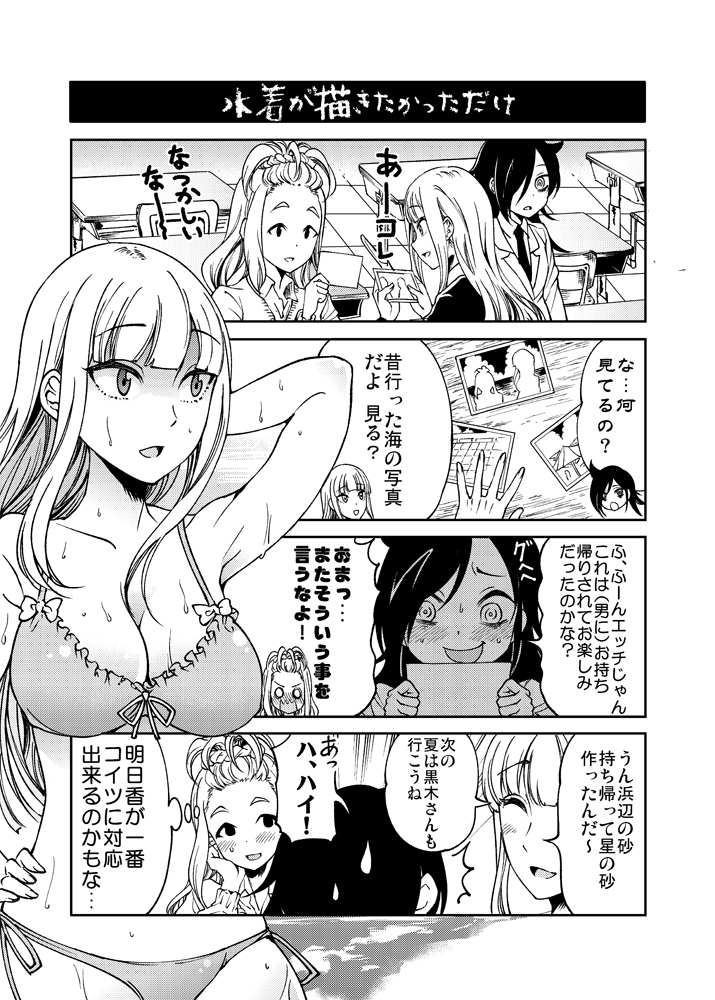 水着が描きたかっただけ
あーコレ
なつかしい
なー
な…何
見てるの？
昔行った海の写真
だよ 見る？
ふ、ふーんエッチじゃん
これは(男に)お持ち
帰りされてお楽しみ
だったのかな？
グニ
おまっ…
またそういう事を
言うなよ！
うん浜辺の砂
持ち帰って星の砂
作ったんだ〜
次の
夏は黒木さんも
行こうね
あっ
ハ、ハイ！
明日香が一番
コイツに対応
出来るのかもな…